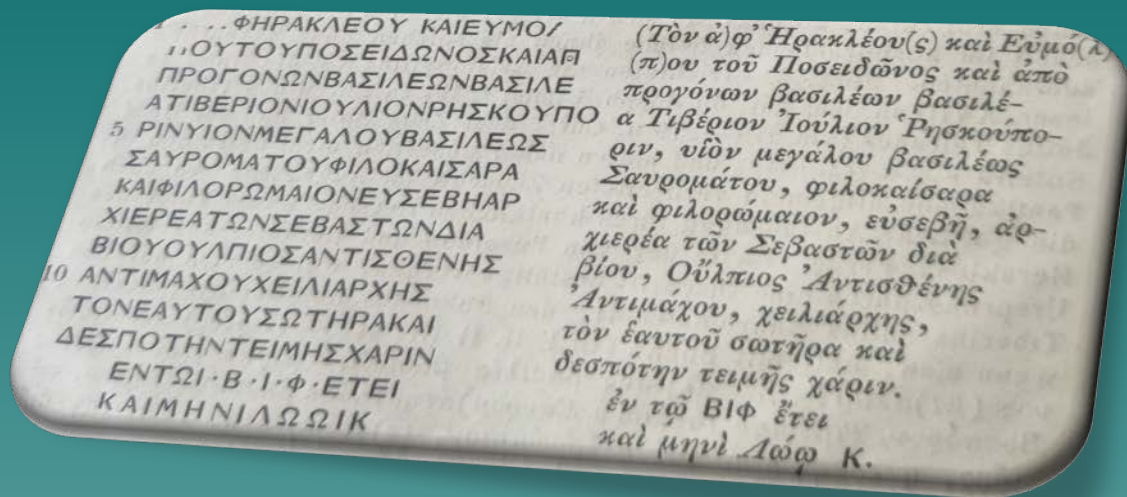 . . . .ΦΗΡΑΚΛΕΟΥ ΚΑΙΕΥΜΟ
ΟΥΤΟΥΠΟΣΕΙΔΩΝΟΣΚΑΙΑΠ
ΠΡΟΓΟΝΩΝΒΑΣΙΛΕΩΝΒΑΣΙΛΕ
ΑΤΙΒΕΡΙΟΝΙΟΥΛΙΟΝΡΗΣΚΟΥΠΟ
5 ΡΙΝΥΙΟΝΜΕΓΑΛΟΥΒΑΣΙΛΕΩΣ
ΣΑΥΡΟΜΑΤΟΥΦΙΛΟΚΑΙΣΑΡΑ
ΚΑΙΦΙΛΟΡΩΜΑΙΟΝΕΥΣΕΒΗΑΡ
ΧΙΕΡΕΑΤΩΝΣΕΒΑΣΤΩΝΔΙΑ
ΒΙΟΥΟΥΛΠΙΟΣΑΝΤΙΣΘΕΝΗΣ
10 ΑΝΤΙΜΑΧΟΥΧΕΙΛΙΑΡΧΗΣ
ΤΟΝΕΑΥΤΟΥΣΩΤΗΡΑΚΑΙ
ΔΕΣΠΟΤΗΝΤΕΙΜΗΣΧΑΡΙΝ
ΕΝΤΩΙ·Β·Ι·Φ·ΕΤΕΙ
ΚΑΙΜΗΝΙΛΩΩΙΚ
(Τὸν ἀ)φ' Ἡρακλέου(ς) καὶ Εὐμό(λ)
(π)ου τοῦ Ποσειδῶνος καὶ ἀπὸ
προγόνων βασιλέων βασιλέ-
α Τιβέριον Ἰούλιον Ῥησκούπο-
ριν, υἱὸν μεγάλου βασιλέως
Σαυρομάτου, φιλοκαίσαρα
καὶ φιλορώμαιον, εὐσεβῆ, ἀρ-
χιερέα τῶν Σεβαστῶν διὰ
βίου, Οὔλπιος Ἀντισθένης
Ἀντιμάχου, χειλιάρχης,
τὸν ἑαυτοῦ σωτῆρα καὶ
δεσπότην τειμῆς χάριν.
ἐν τῷ ΒΙΦ ἔτει
καὶ μηνὶ Λώῳ Κ.